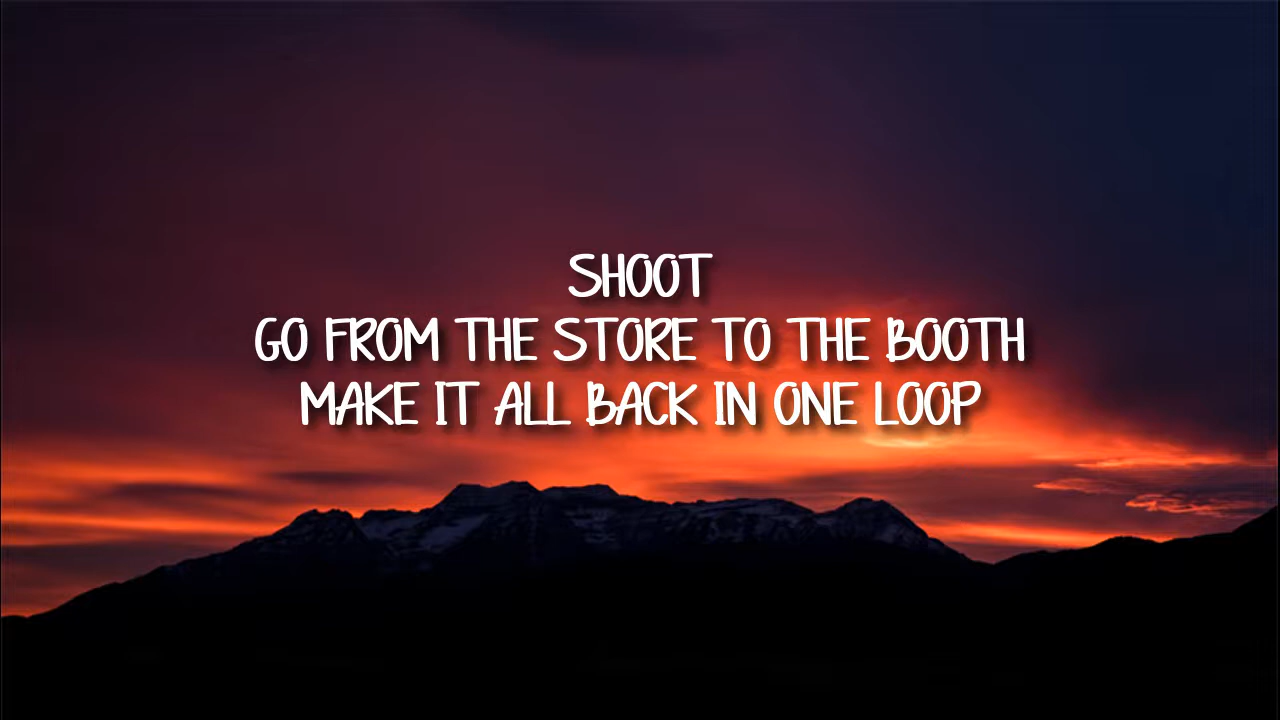 SHOOT
GO FROM THE STORE TO THE BOOTH
MAKE IT ALL BACK IN ONE LOOP